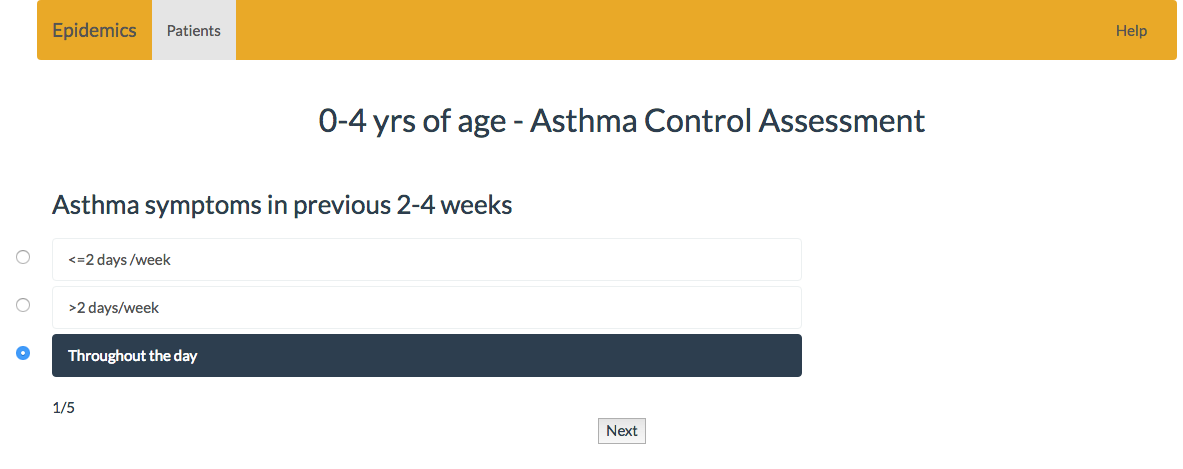 Epidemics Patients Help
0-4 yrs of age - Asthma Control Assessment
Asthma symptoms in previous 2-4 weeks
<=2 days /week
>2 days/week
Throughout the day
1/5
Next